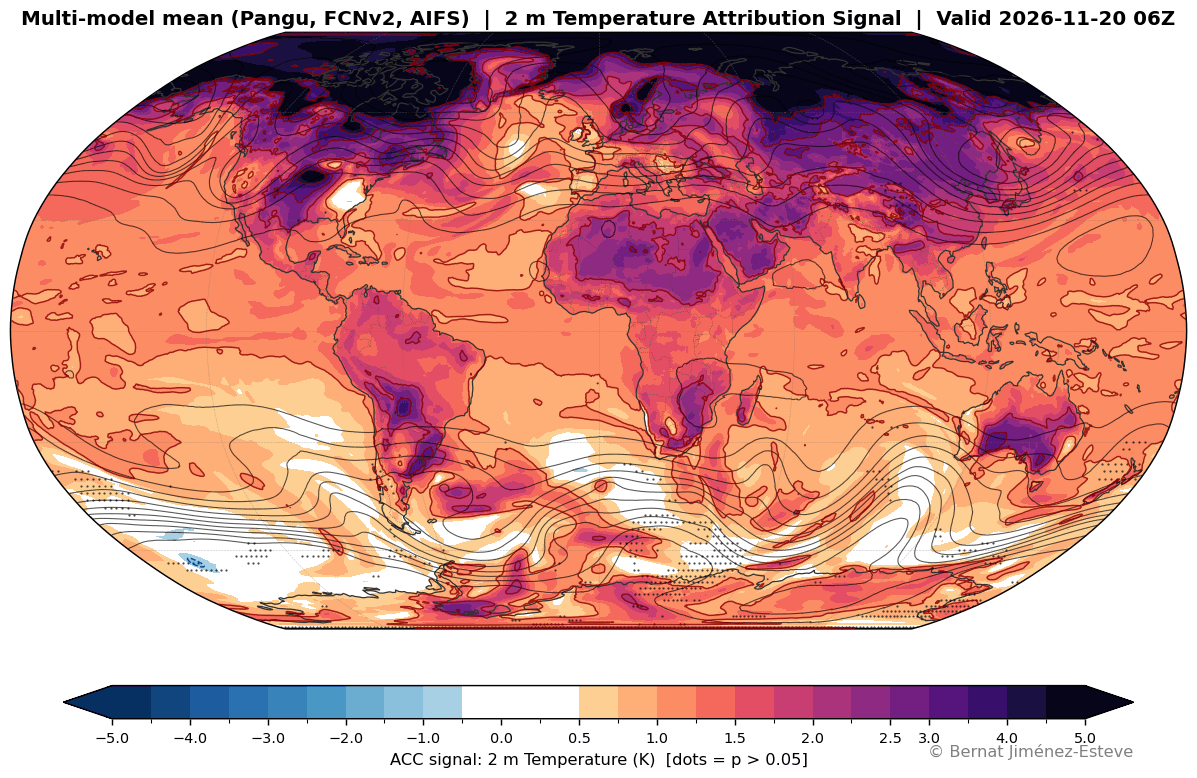 Multi-model mean (Pangu, FCNv2, AIFS)  |  2 m Temperature Attribution Signal  |  Valid 2026-11-20 06Z
−5.0 −4.0 −3.0 −2.0 −1.0 0.0 0.5 1.0 1.5 2.0 2.5 3.0 4.0 5.0
ACC signal: 2 m Temperature (K)  [dots = p > 0.05]
© Bernat Jiménez-Esteve